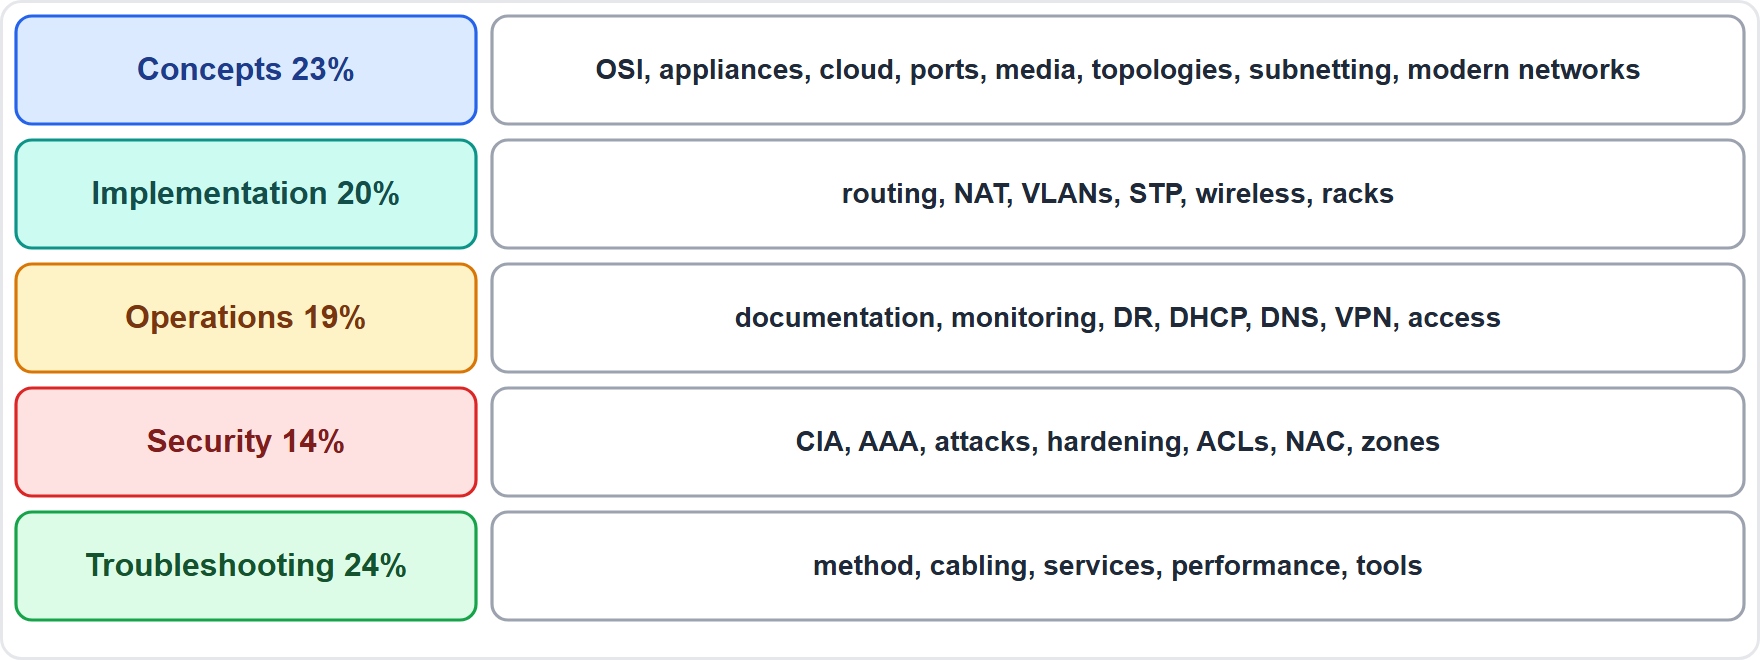 Concepts 23%
OSI, appliances, cloud, ports, media, topologies, subnetting, modern networks
Implementation 20%
routing, NAT, VLANs, STP, wireless, racks
Operations 19%
documentation, monitoring, DR, DHCP, DNS, VPN, access
Security 14%
CIA, AAA, attacks, hardening, ACLs, NAC, zones
Troubleshooting 24%
method, cabling, services, performance, tools